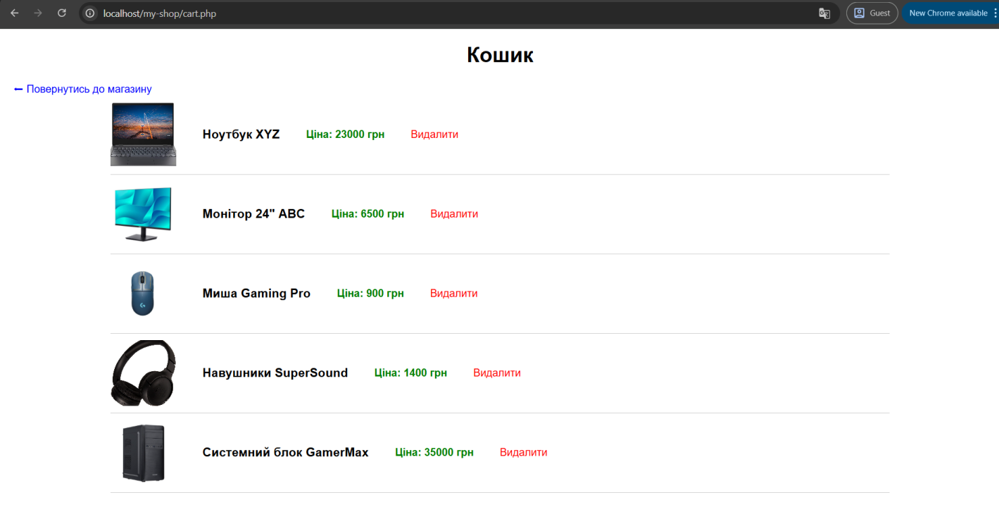 localhost/my-shop/cart.php
Guest
New Chrome available
Кошик
← Повернутись до магазину
Ноутбук XYZ Ціна: 23000 грн Видалити
Монітор 24" ABC Ціна: 6500 грн Видалити
Миша Gaming Pro Ціна: 900 грн Видалити
Навушники SuperSound Ціна: 1400 грн Видалити
Системний блок GamerMax Ціна: 35000 грн Видалити